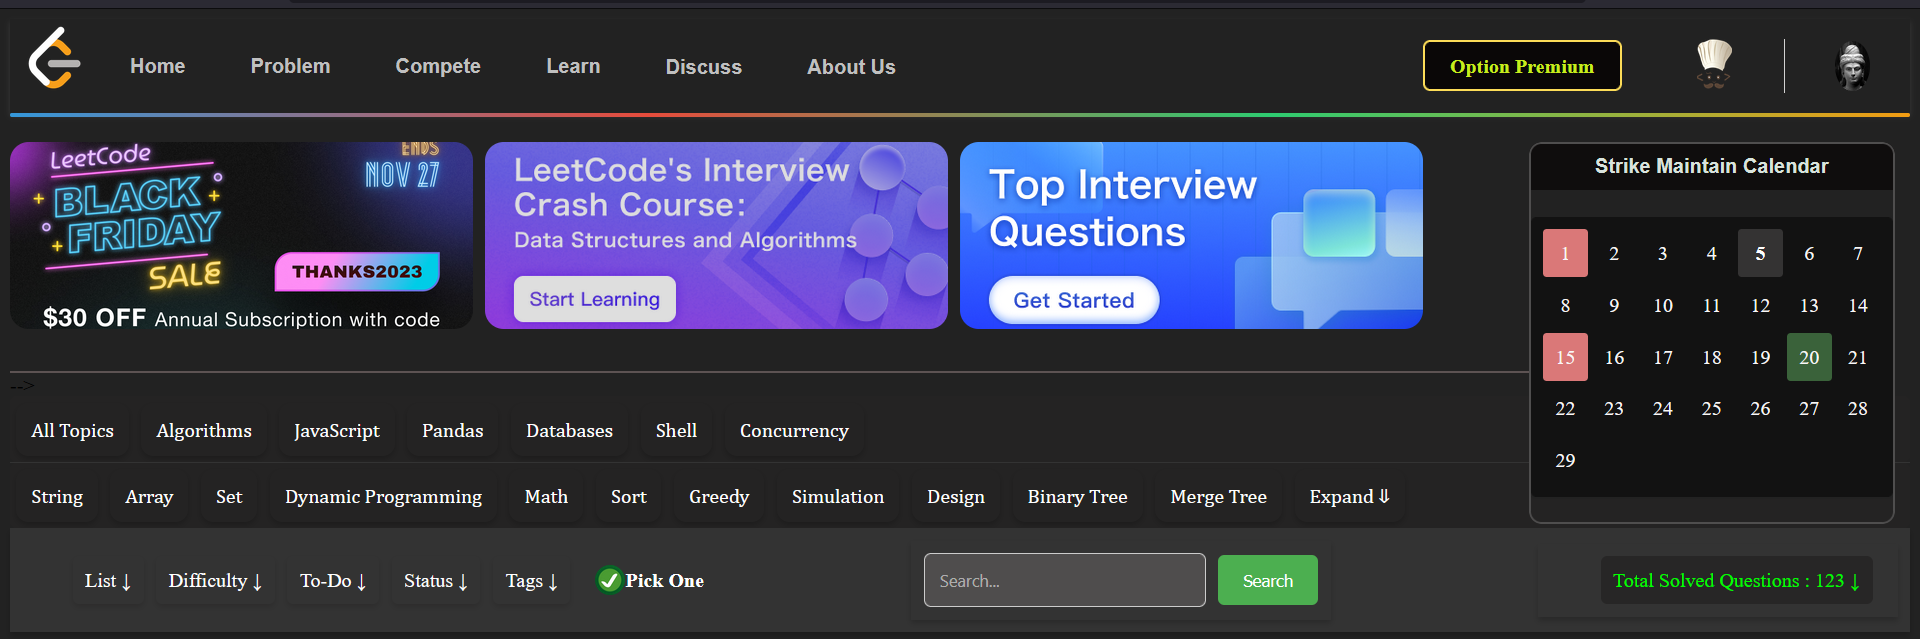 Home Problem Compete Learn Discuss About Us Option Premium
LeetCode
BLACK
FRIDAY
SALE
ENDS
NOV 27
THANKS2023
$30 OFF Annual Subscription with code
LeetCode's Interview
Crash Course:
Data Structures and Algorithms
Start Learning
Top Interview
Questions
Get Started
Strike Maintain Calendar
1 2 3 4 5 6 7
8 9 10 11 12 13 14
15 16 17 18 19 20 21
22 23 24 25 26 27 28
29
-->
All Topics Algorithms JavaScript Pandas Databases Shell Concurrency
String Array Set Dynamic Programming Math Sort Greedy Simulation Design Binary Tree Merge Tree Expand ⇓
List ↓ Difficulty ↓ To-Do ↓ Status ↓ Tags ↓ Pick One Search... Search Total Solved Questions : 123 ↓